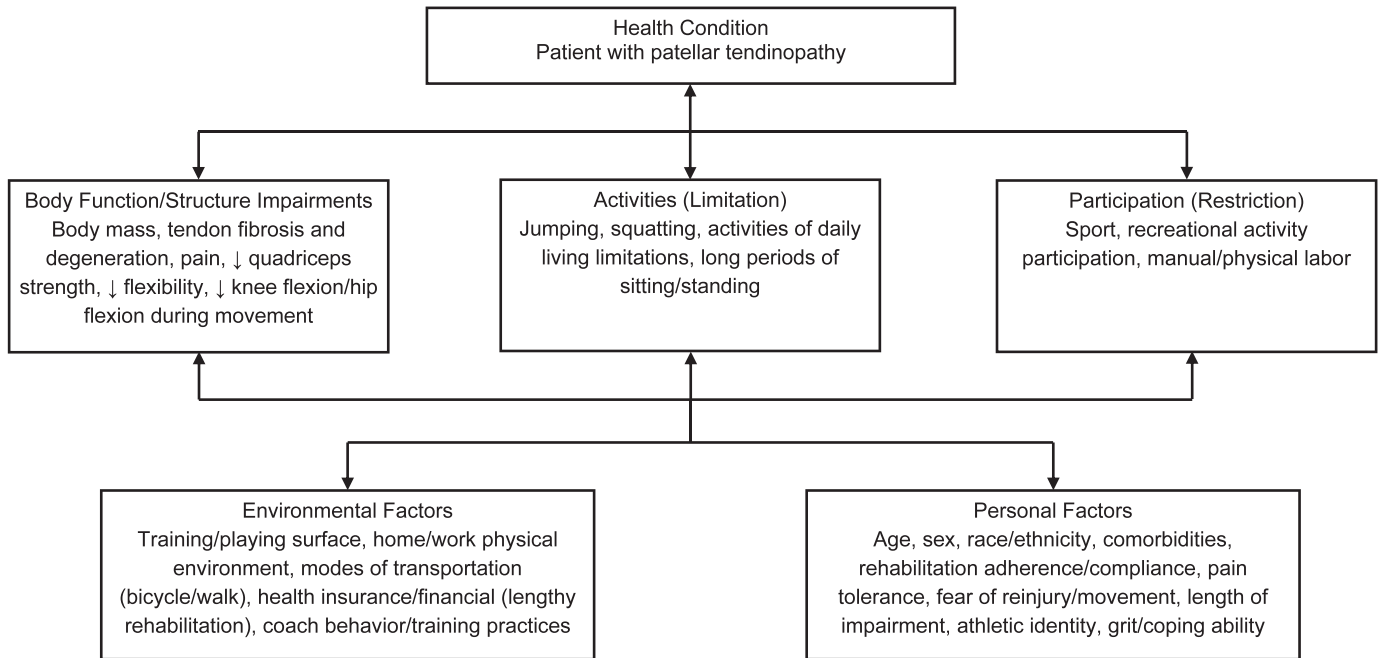 Health Condition
Patient with patellar tendinopathy
Body Function/Structure Impairments
Body mass, tendon fibrosis and
degeneration, pain, ↓ quadriceps
strength, ↓ flexibility, ↓ knee flexion/hip
flexion during movement
Activities (Limitation)
Jumping, squatting, activities of daily
living limitations, long periods of
sitting/standing
Participation (Restriction)
Sport, recreational activity
participation, manual/physical labor
Environmental Factors
Training/playing surface, home/work physical
environment, modes of transportation
(bicycle/walk), health insurance/financial (lengthy
rehabilitation), coach behavior/training practices
Personal Factors
Age, sex, race/ethnicity, comorbidities,
rehabilitation adherence/compliance, pain
tolerance, fear of reinjury/movement, length of
impairment, athletic identity, grit/coping ability